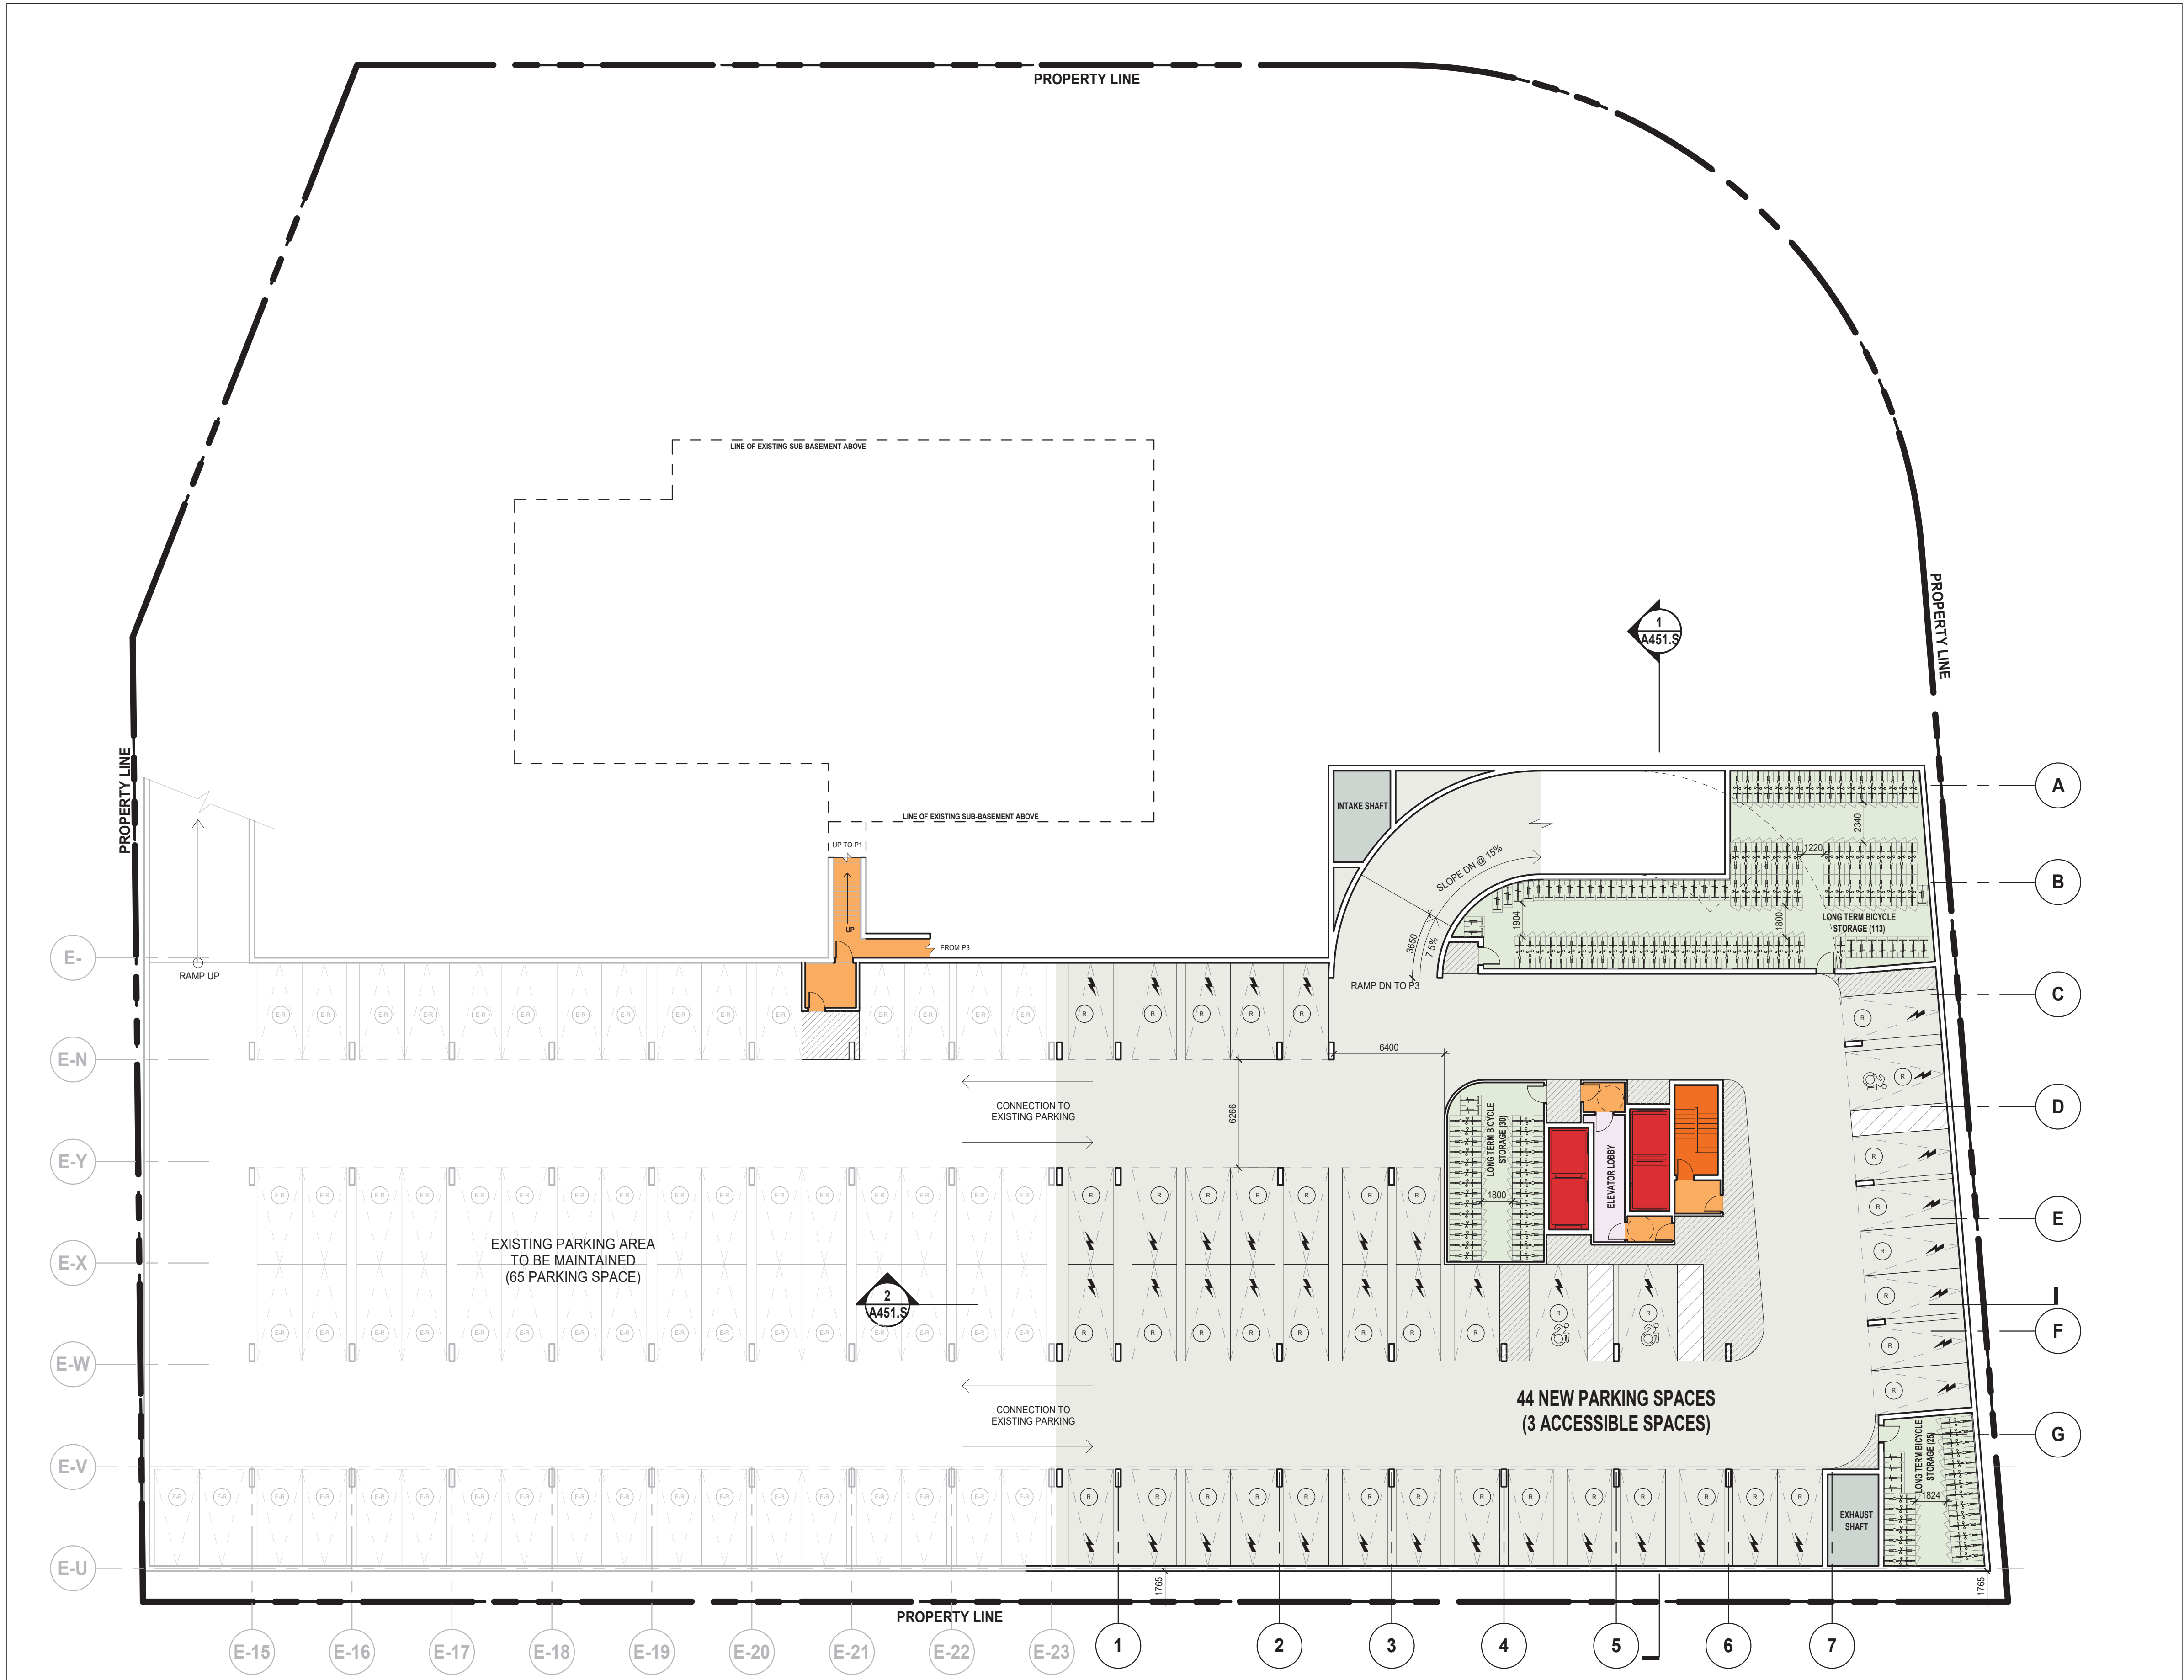 PROPERTY LINE
LINE OF EXISTING SUB-BASEMENT ABOVE
PROPERTY LINE
1
A451.S
PROPERTY LINE
A
INTAKE SHAFT
LINE OF EXISTING SUB-BASEMENT ABOVE
2340
UP TO P1
1220
SLOPE DN @ 15%
B
LONG TERM BICYCLE
STORAGE (113)
1904
1800
UP
3650
7.5%
FROM P3
E-
RAMP UP
RAMP DN TO P3
C
E-R E-R E-R E-R E-R E-R E-R E-R E-R E-R E-R E-R E-R E-R E-R
R R R R R
R
E-N
6400
R
CONNECTION TO
EXISTING PARKING
6266
D
LONG TERM BICYCLE
STORAGE (30)
ELEVATOR LOBBY
1800
E-Y
R
E-R E-R E-R E-R E-R E-R E-R E-R E-R E-R E-R E-R E-R E-R E-R E-R
R R R R R R R
R
E
EXISTING PARKING AREA
TO BE MAINTAINED
(65 PARKING SPACE)
E-X
R
2
A451.S
R
R
R
E-R E-R E-R E-R E-R E-R E-R E-R E-R E-R E-R E-R E-R E-R E-R E-R
R R R R R R R R R
F
R
E-W
R
44 NEW PARKING SPACES
(3 ACCESSIBLE SPACES)
CONNECTION TO
EXISTING PARKING
G
LONG TERM BICYCLE
STORAGE (25)
1824
E-V
E-R E-R E-R E-R E-R E-R E-R E-R E-R E-R E-R E-R E-R E-R E-R E-R E-R E-R
R R R R R R R R R R R R R R
EXHAUST
SHAFT
E-U
1765
1765
PROPERTY LINE
E-15 E-16 E-17 E-18 E-19 E-20 E-21 E-22 E-23 1 2 3 4 5 6 7